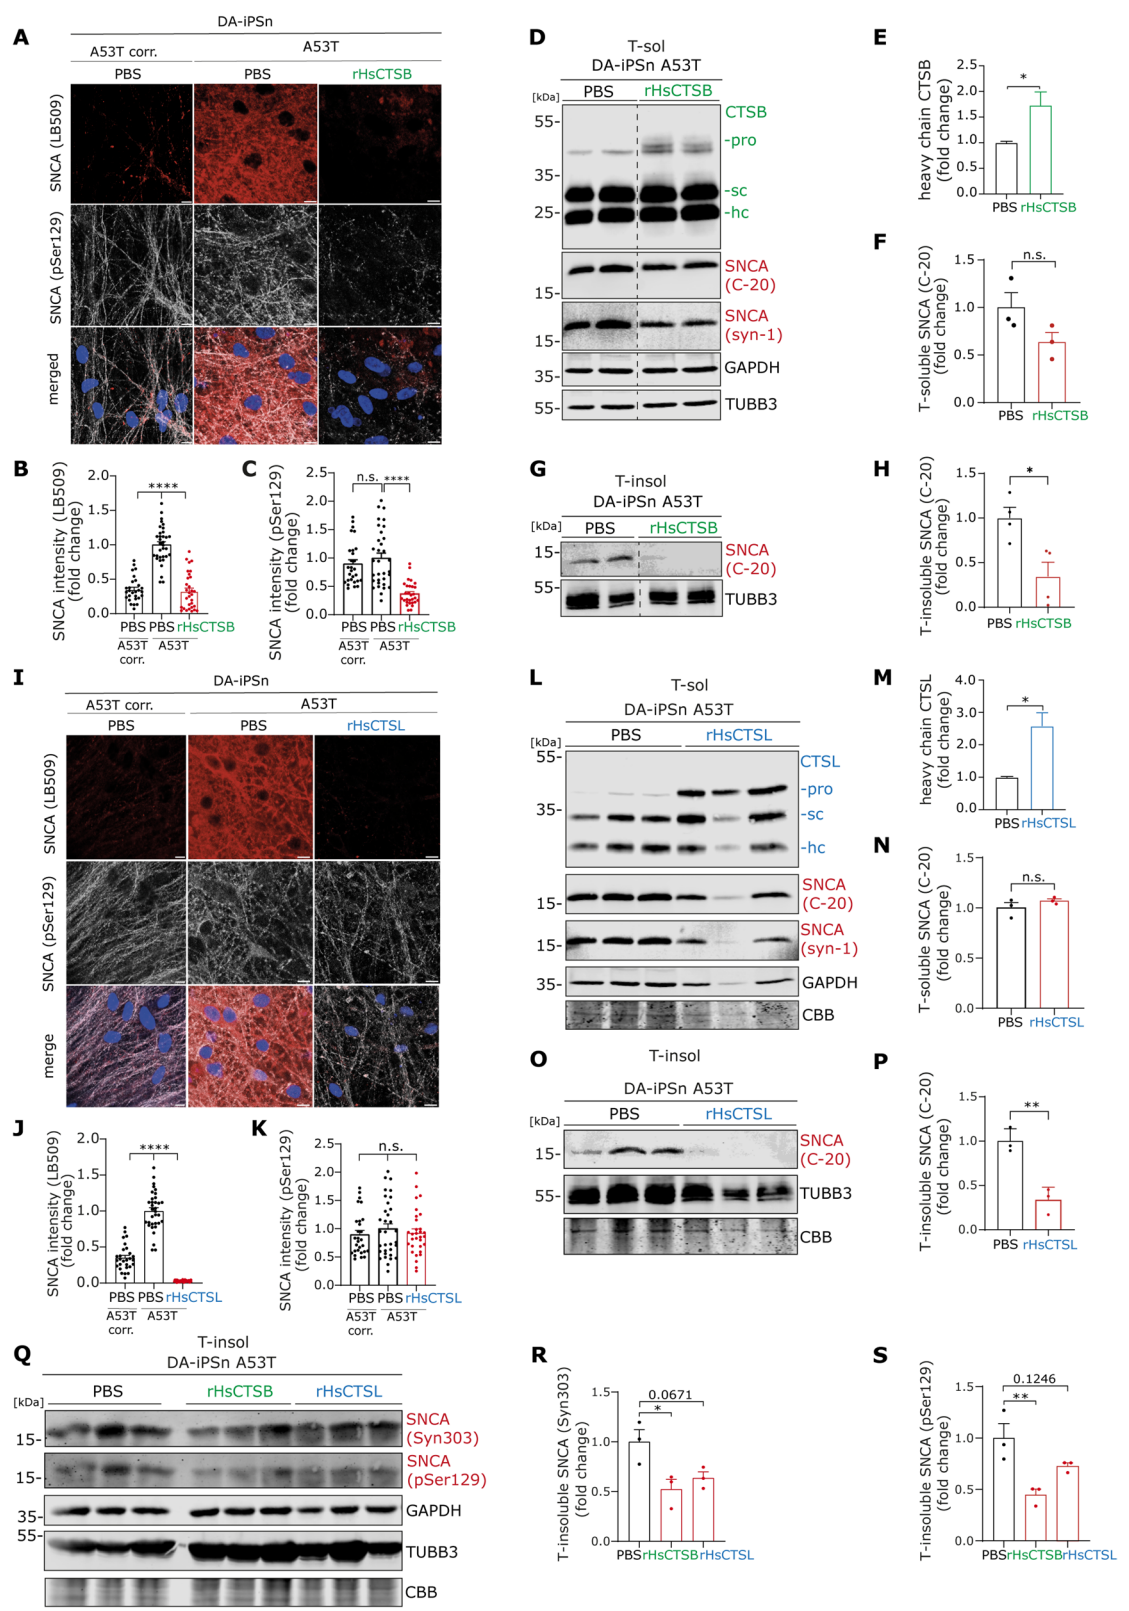 A
DA-iPSn
A53T corr.
A53T
PBS
PBS
rHsCTSB
SNCA (LB509)
SNCA (pSer129)
merged
B
SNCA intensity (LB509)
(fold change)
2.0
1.5
1.0
0.5
0.0
****
PBS
PBS
rHsCTSB
A53T
corr.
A53T
C
SNCA intensity (pSer129)
(fold change)
2.5
2.0
1.5
1.0
0.5
0.0
n.s.
****
PBS
PBS
rHsCTSB
A53T
corr.
A53T
D
T-sol
DA-iPSn A53T
[kDa]
PBS
rHsCTSB
55-
35-
25-
CTSB
-pro
-sc
-hc
15-
SNCA
(C-20)
15-
SNCA
(syn-1)
35-
GAPDH
55-
TUBB3
E
heavy chain CTSB
(fold change)
2.5
2.0
1.5
1.0
0.5
0.0
*
PBS
rHsCTSB
F
T-soluble SNCA (C-20)
(fold change)
1.5
1.0
0.5
0.0
n.s.
PBS
rHsCTSB
G
T-insol
DA-iPSn A53T
[kDa]
PBS
rHsCTSB
15-
SNCA
(C-20)
55-
TUBB3
H
T-insoluble SNCA (C-20)
(fold change)
1.5
1.0
0.5
0.0
*
PBS
rHsCTSB
I
DA-iPSn
A53T corr.
A53T
PBS
PBS
rHsCTSL
SNCA (LB509)
SNCA (pSer129)
merge
J
SNCA intensity (LB509)
(fold change)
2.0
1.5
1.0
0.5
0.0
****
PBS
PBS
rHsCTSL
A53T
corr.
A53T
K
SNCA intensity (pSer129)
(fold change)
2.5
2.0
1.5
1.0
0.5
0.0
n.s.
PBS
PBS
rHsCTSL
A53T
corr.
A53T
L
T-sol
DA-iPSn A53T
[kDa]
PBS
rHsCTSL
55-
35-
CTSL
-pro
-sc
-hc
15-
SNCA
(C-20)
15-
SNCA
(syn-1)
35-
GAPDH
CBB
M
heavy chain CTSL
(fold change)
4.0
3.0
2.0
1.0
0.0
*
PBS
rHsCTSL
N
T-soluble SNCA (C-20)
(fold change)
1.5
1.0
0.5
0.0
n.s.
PBS
rHsCTSL
O
T-insol
DA-iPSn A53T
[kDa]
PBS
rHsCTSL
15-
SNCA
(C-20)
55-
TUBB3
CBB
P
T-insoluble SNCA (C-20)
(fold change)
1.5
1.0
0.5
0.0
**
PBS
rHsCTSL
Q
T-insol
DA-iPSn A53T
[kDa]
PBS
rHsCTSB
rHsCTSL
15-
SNCA
(Syn303)
15-
SNCA
(pSer129)
35-
GAPDH
55-
TUBB3
CBB
R
T-insoluble SNCA (Syn303)
(fold change)
1.5
1.0
0.5
0.0
0.0671
*
PBS
rHsCTSB
rHsCTSL
S
T-insoluble SNCA (pSer129)
(fold change)
1.5
1.0
0.5
0.0
0.1246
**
PBS
rHsCTSB
rHsCTSL